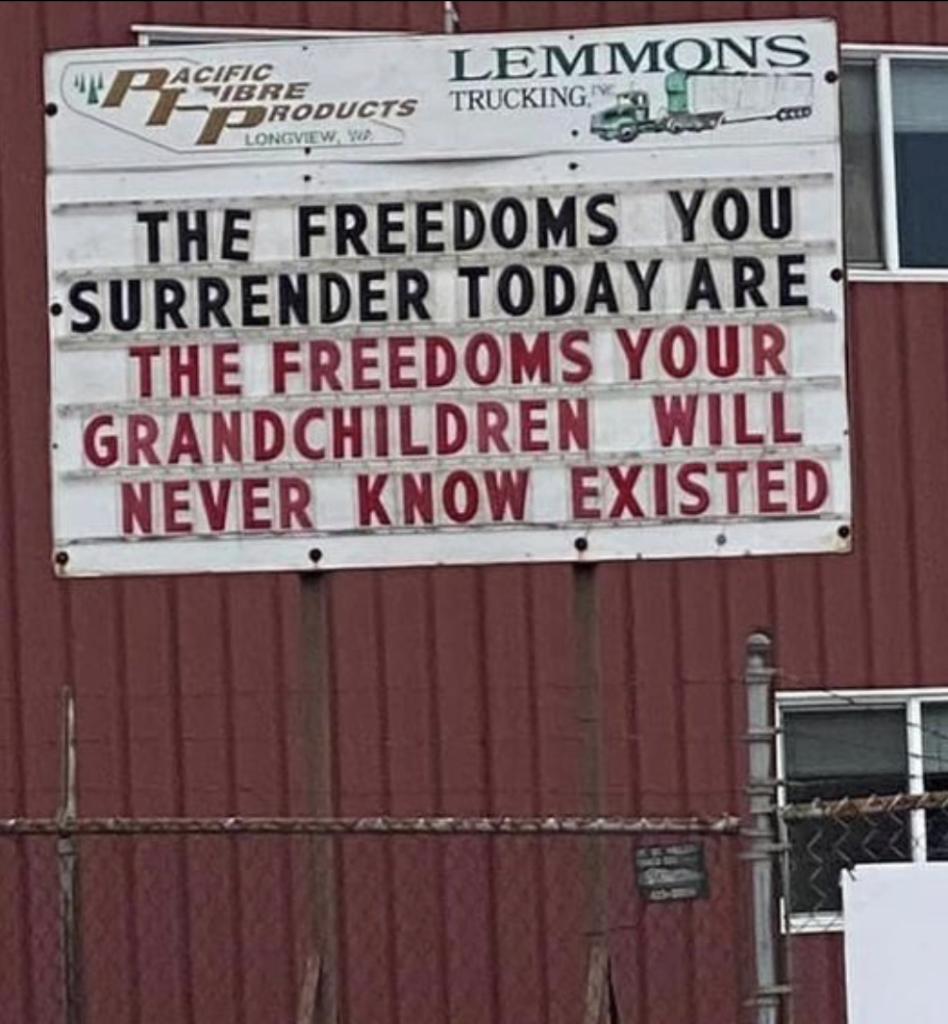 PACIFIC
FIBRE
PRODUCTS
LONGVIEW, WA
LEMMONS
TRUCKING, INC
THE FREEDOMS YOU
SURRENDER TODAY ARE
THE FREEDOMS YOUR
GRANDCHILDREN WILL
NEVER KNOW EXISTED